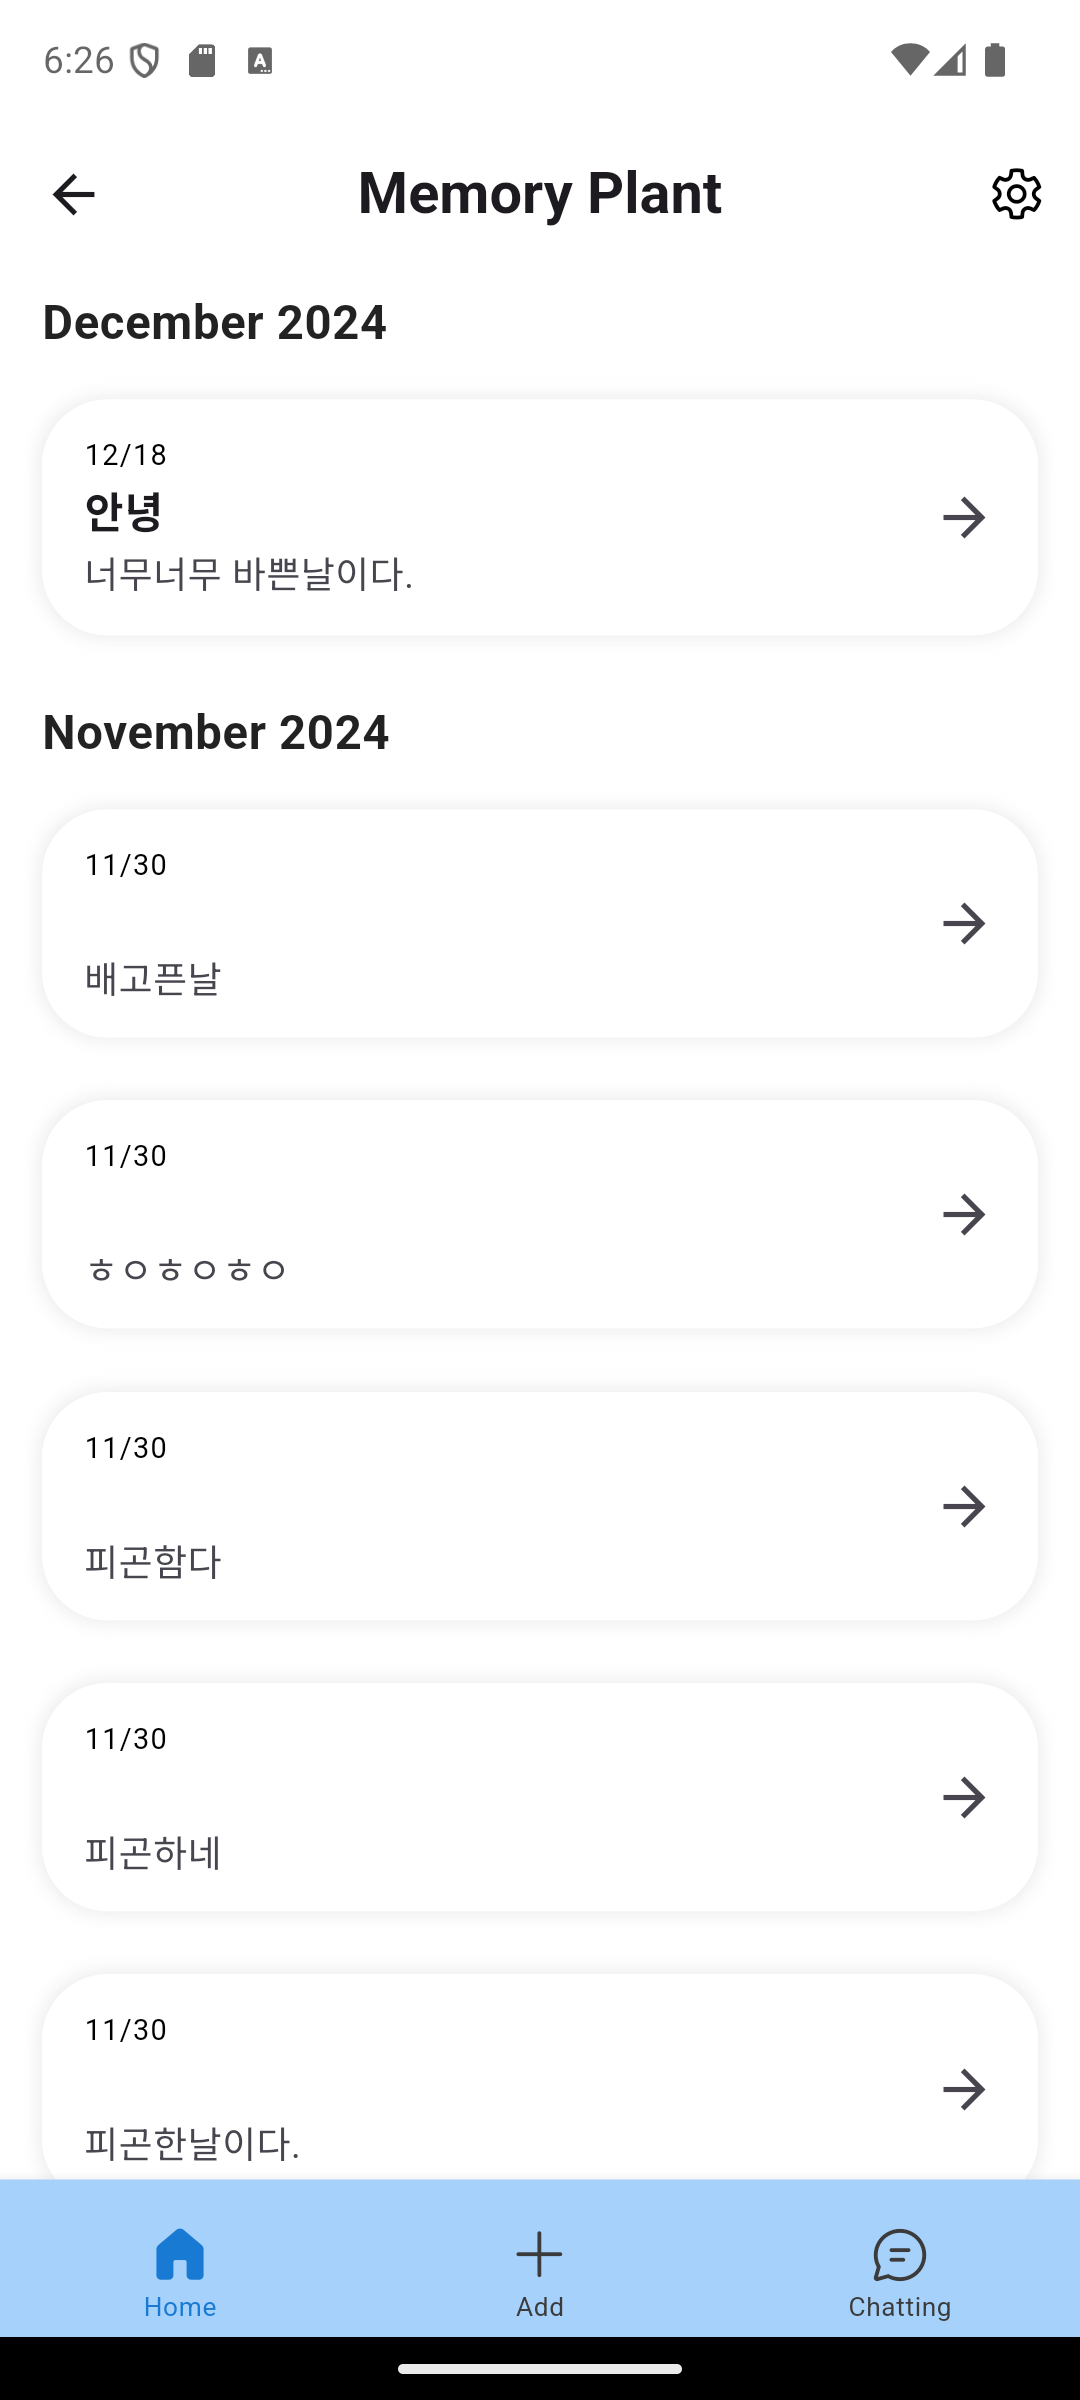 6:26
Memory Plant
December 2024
12/18
안녕
너무너무 바쁜날이다.
November 2024
11/30
배고픈날
11/30
ㅎㅇㅎㅇㅎㅇ
11/30
피곤함다
11/30
피곤하네
11/30
피곤한날이다.
Home
Add
Chatting